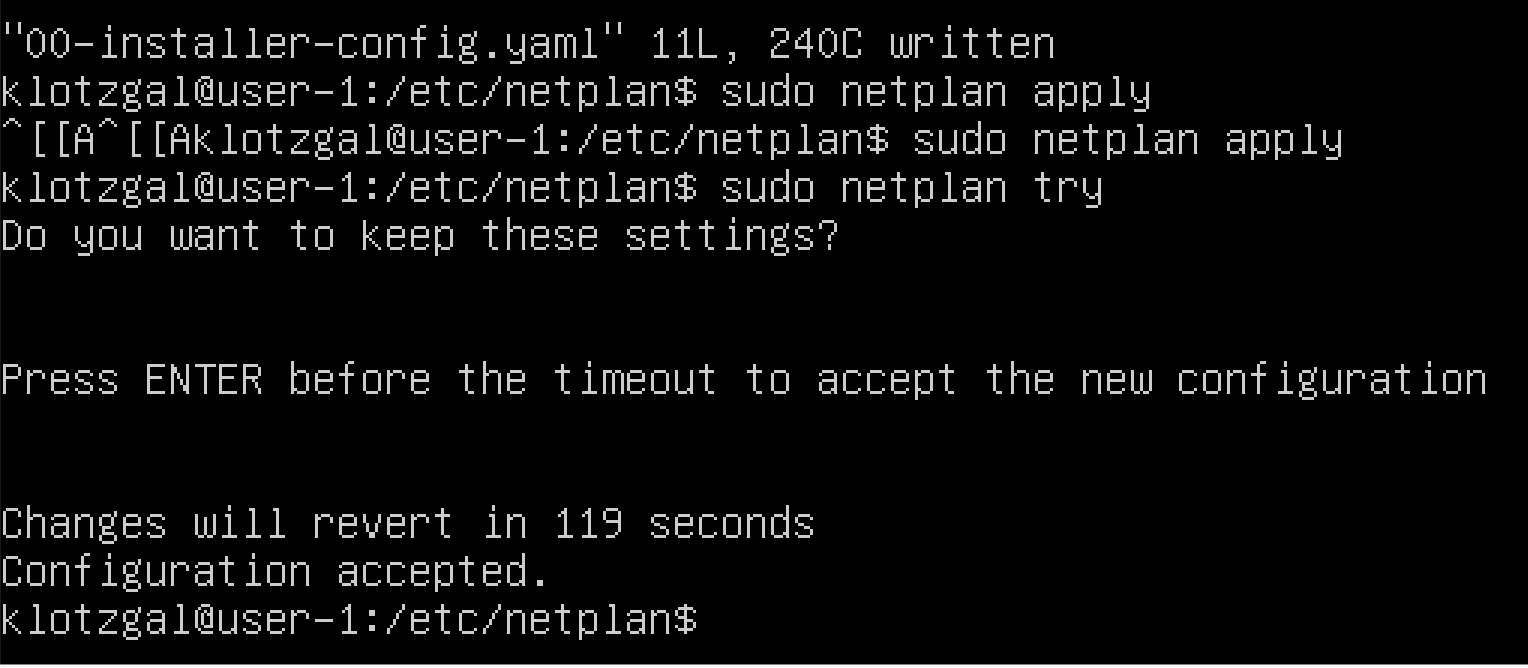 "00-installer-config.yaml" 11L, 240C written
klotzgal@user-1:/etc/netplan$ sudo netplan apply
^[[A^[[Aklotzgal@user-1:/etc/netplan$ sudo netplan apply
klotzgal@user-1:/etc/netplan$ sudo netplan try
Do you want to keep these settings?
Press ENTER before the timeout to accept the new configuration
Changes will revert in 119 seconds
Configuration accepted.
klotzgal@user-1:/etc/netplan$